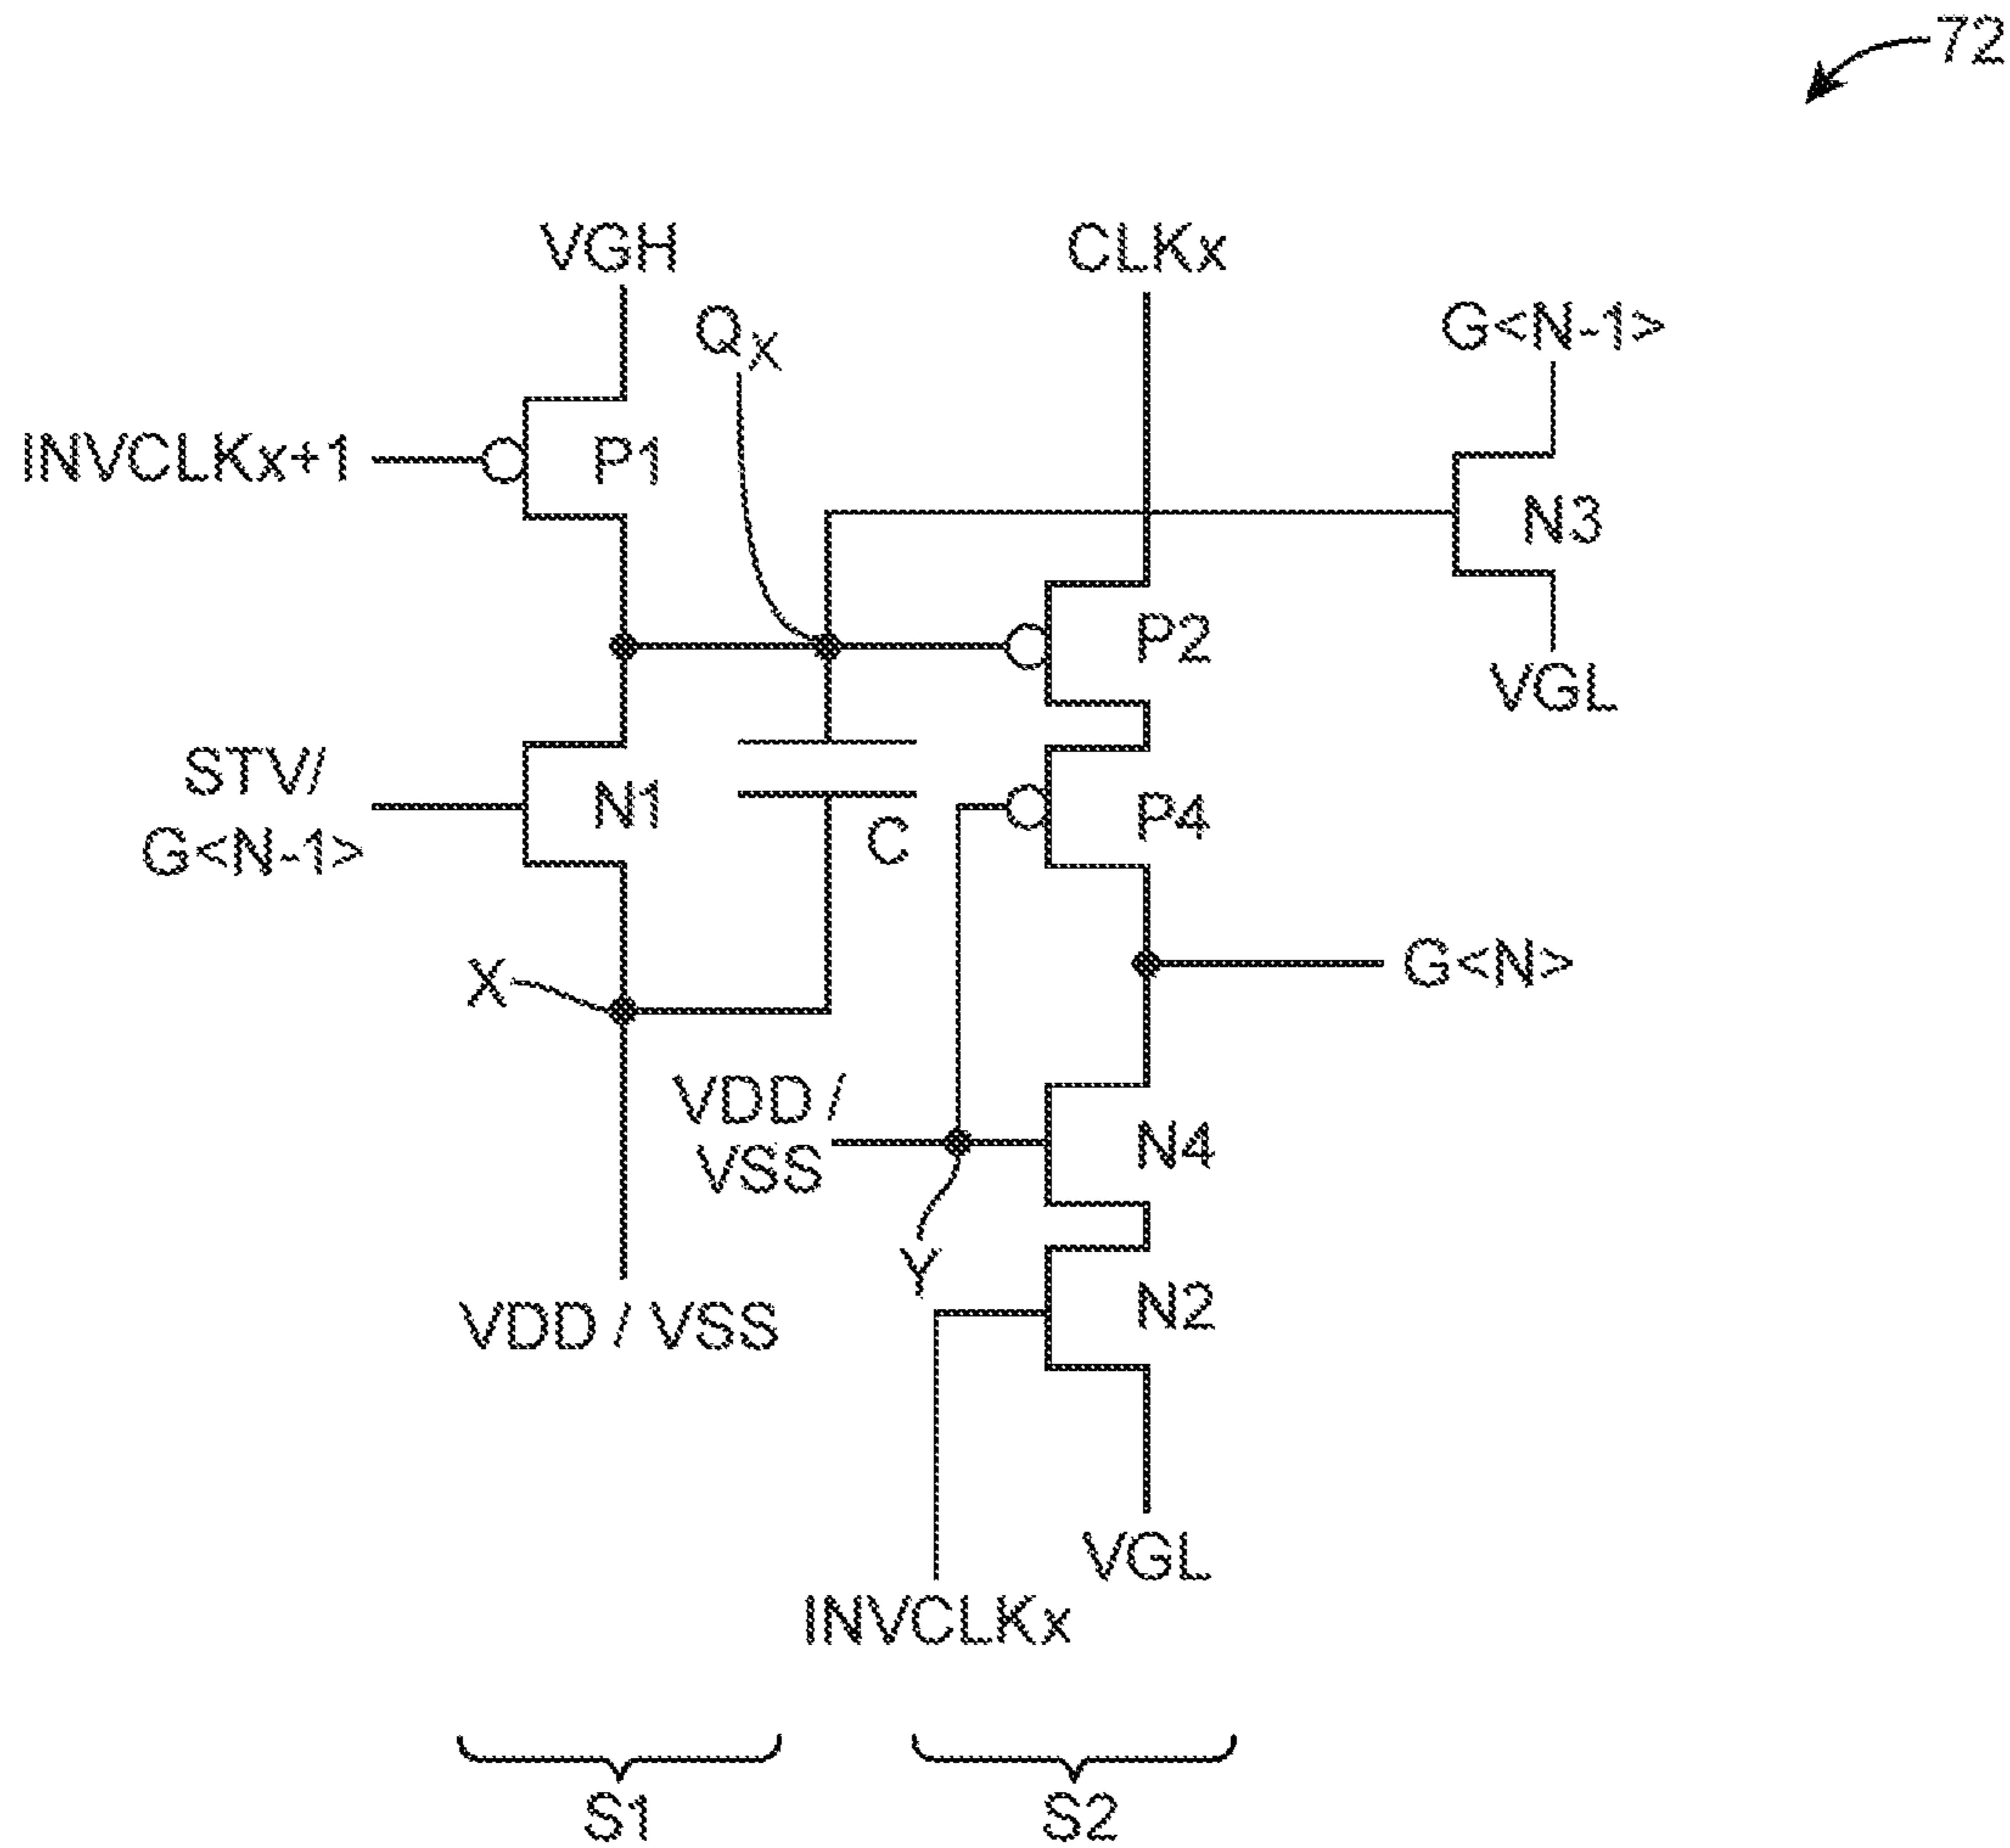 72
VGH
CLKx
QX
G<N-1>
INVCLKx+1
P1
N3
P2
VGL
STV/
G<N-1>
N1
C
P4
X
G<N>
VDD /
VSS
N4
Y
VDD / VSS
N2
VGL
INVCLKx
S1
S2